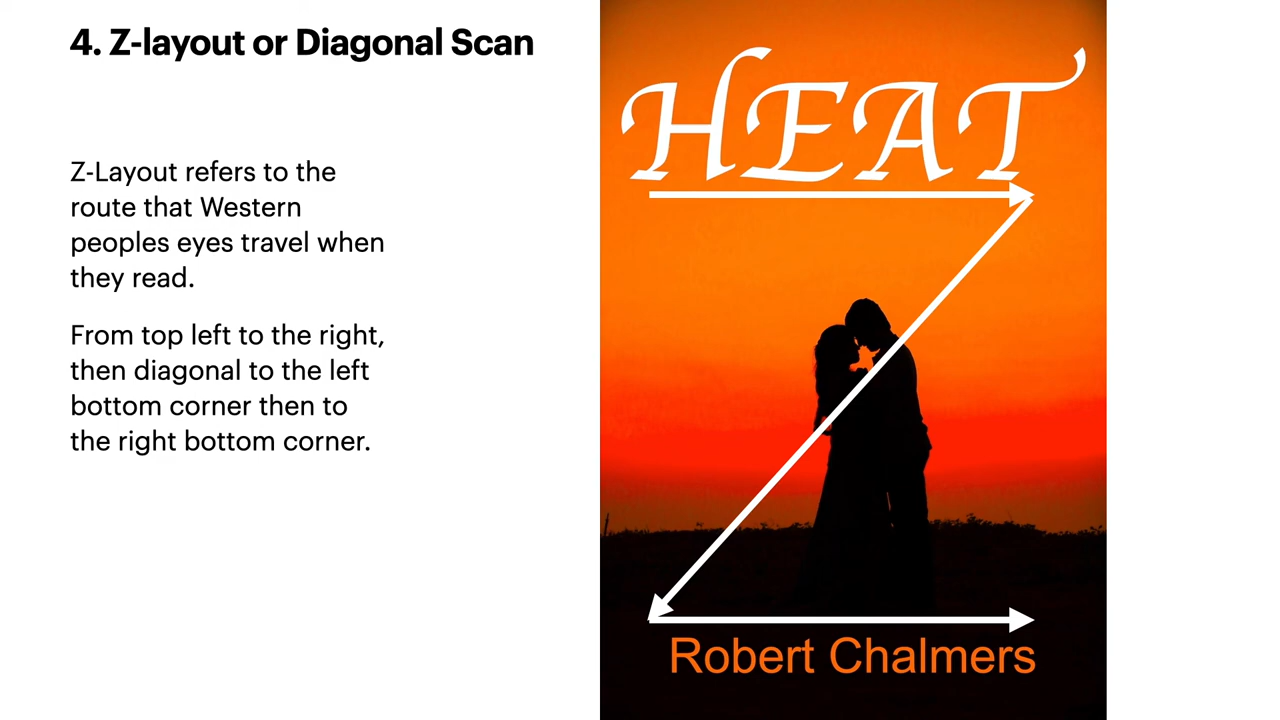 4. Z-layout or Diagonal Scan
Z-Layout refers to the
route that Western
peoples eyes travel when
they read.
From top left to the right,
then diagonal to the left
bottom corner then to
the right bottom corner.
HEAT
Robert Chalmers